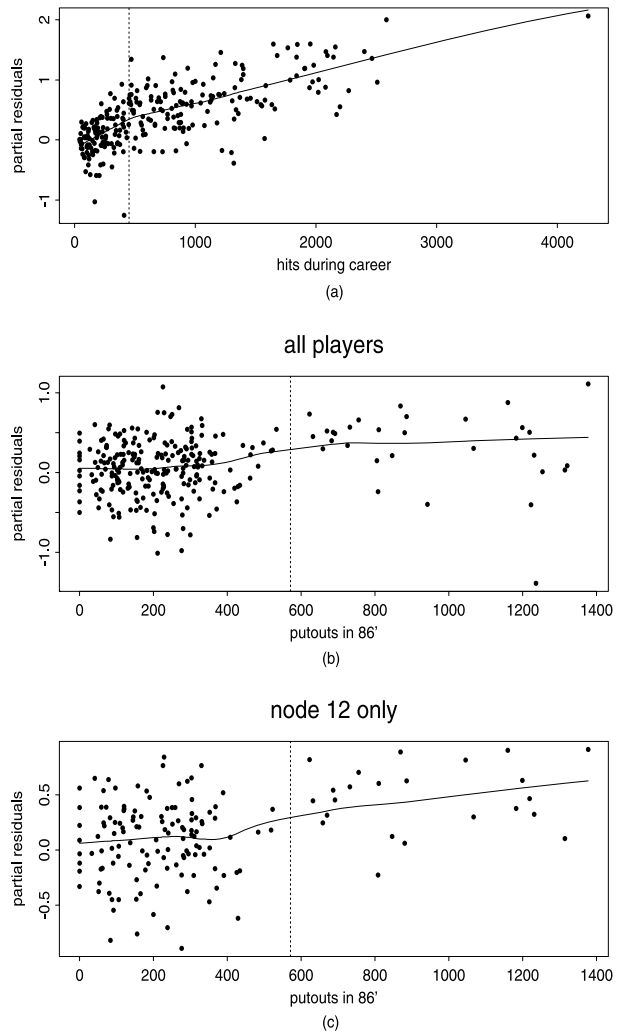 2
1
0
-1
partial residuals
0 1000 2000 3000 4000
hits during career
(a)
all players
1.0
0.0
-1.0
partial residuals
0 200 400 600 800 1000 1200 1400
putouts in 86'
(b)
node 12 only
0.5
0.0
-0.5
partial residuals
0 200 400 600 800 1000 1200 1400
putouts in 86'
(c)